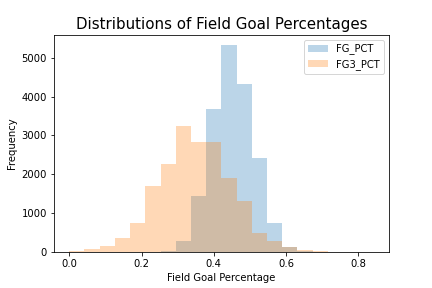 Distributions of Field Goal Percentages
FG_PCT
FG3_PCT
5000
4000
3000
2000
1000
0
Frequency
0.0 0.2 0.4 0.6 0.8
Field Goal Percentage